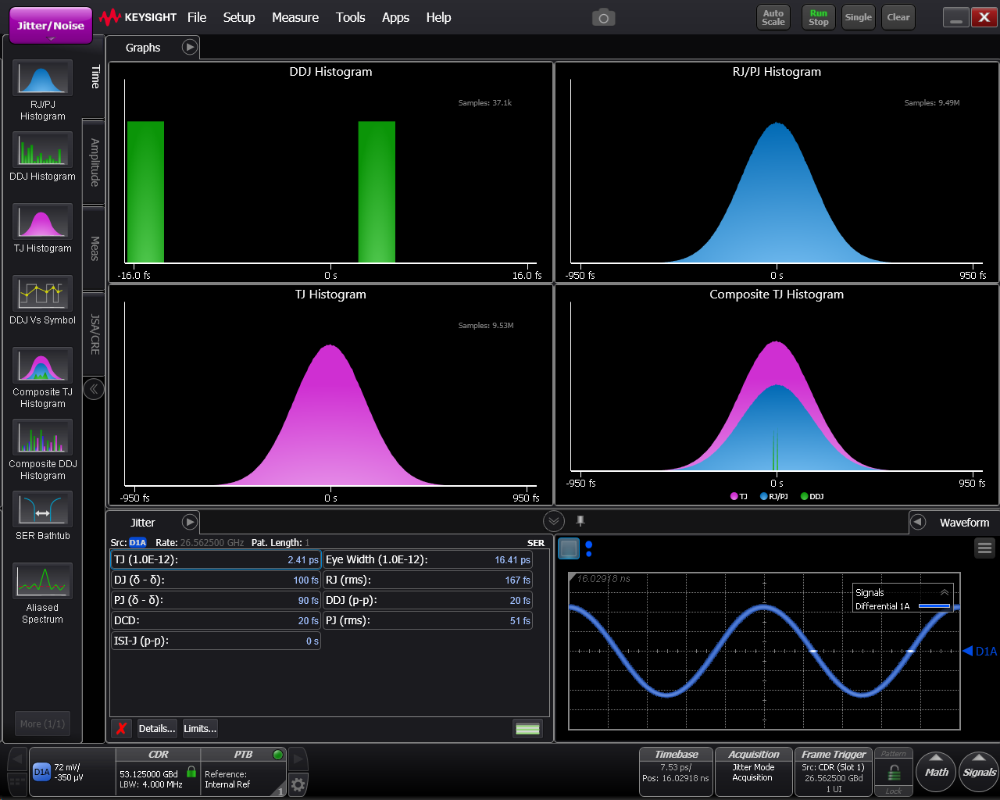 Jitter/Noise
KEYSIGHT
File Setup Measure Tools Apps Help
Auto Scale
Run Stop
Single
Clear
Graphs
Time
Amplitude
Meas
JSA/CRE
RJ/PJ
Histogram
DDJ Histogram
TJ Histogram
DDJ Vs Symbol
Composite TJ
Histogram
Composite DDJ
Histogram
SER Bathtub
Aliased
Spectrum
More (1/1)
DDJ Histogram
Samples: 37.1k
-16.0 fs 0 s 16.0 fs
RJ/PJ Histogram
Samples: 9.49M
-950 fs 0 s 950 fs
TJ Histogram
Samples: 9.53M
-950 fs 0 s 950 fs
Composite TJ Histogram
-950 fs 0 s 950 fs
TJ RJ/PJ DDJ
Jitter
Src: D1A Rate: 26.562500 GHz Pat. Length: 1 SER
TJ (1.0E-12): 2.41 ps Eye Width (1.0E-12): 16.41 ps
DJ (δ - δ): 100 fs RJ (rms): 167 fs
PJ (δ - δ): 90 fs DDJ (p-p): 20 fs
DCD: 20 fs PJ (rms): 51 fs
ISI-J (p-p): 0 s
Details... Limits...
Waveform
16.02918 ns
Signals
Differential 1A
D1A
D1A
72 mV/
-350 μV
CDR
53.125000 GBd
LBW: 4.000 MHz
PTB
Reference:
Internal Ref
1
Timebase
7.53 ps/
Pos: 16.02918 ns
Acquisition
Jitter Mode
Acquisition
Frame Trigger
Src: CDR (Slot 1)
26.562500 GBd
1 UI
Pattern
Lock
Math
Signals